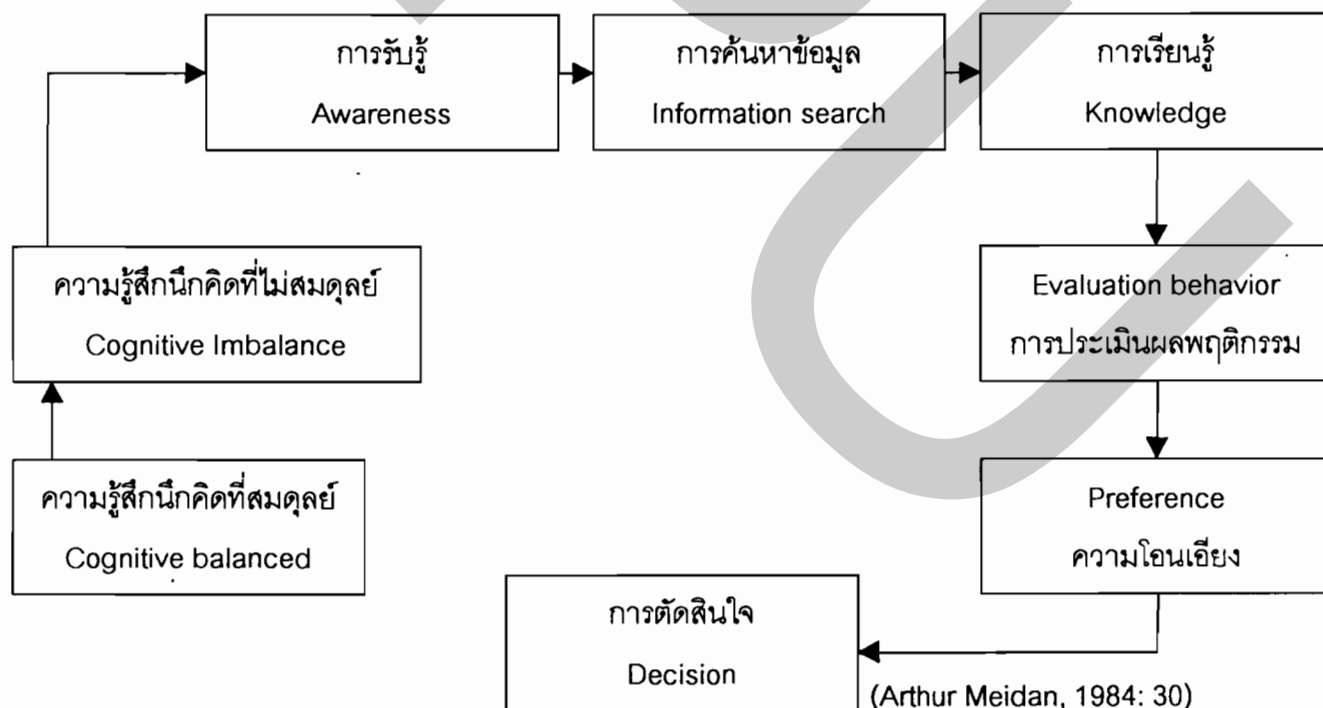 การรับรู้
Awareness
การค้นหาข้อมูล
Information search
การเรียนรู้
Knowledge
ความรู้สึกนึกคิดที่ไม่สมดุลย์
Cognitive Imbalance
Evaluation behavior
การประเมินผลพฤติกรรม
ความรู้สึกนึกคิดที่สมดุลย์
Cognitive balanced
Preference
ความโอนเอียง
การตัดสินใจ
Decision
(Arthur Meidan, 1984: 30)